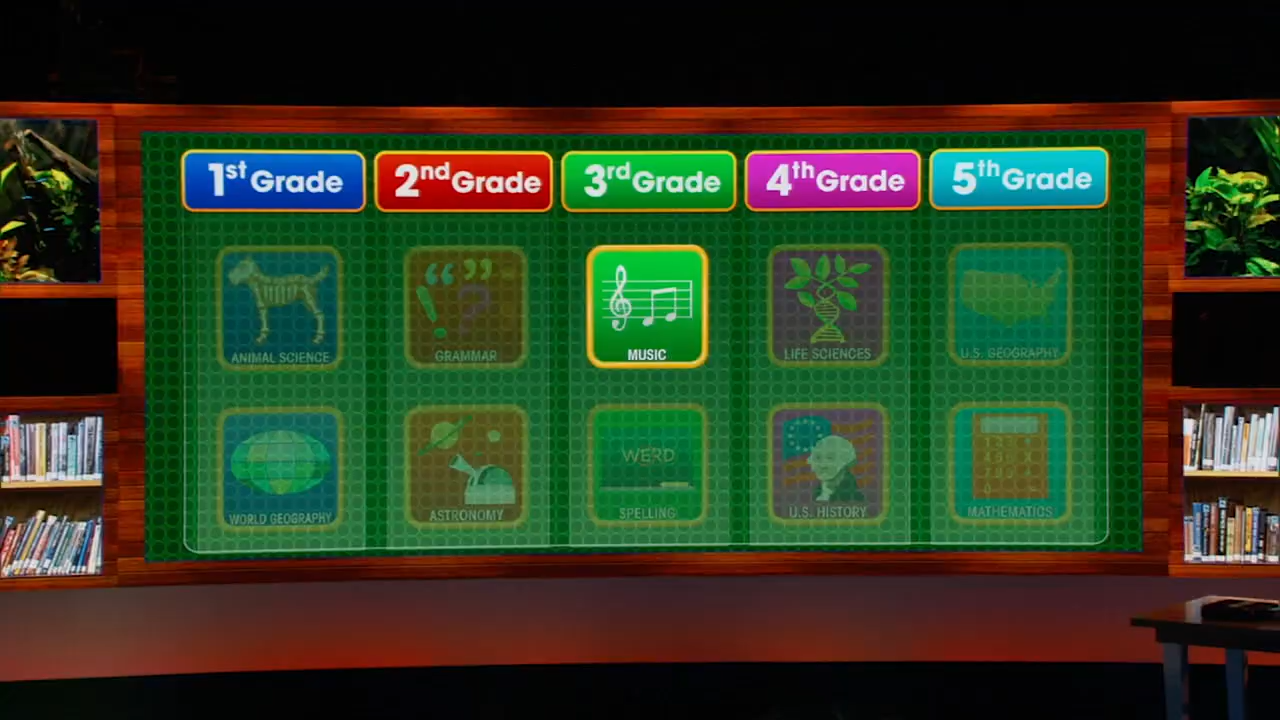 1st Grade
2nd Grade
3rd Grade
4th Grade
5th Grade
ANIMAL SCIENCE
GRAMMAR
MUSIC
LIFE SCIENCES
U.S. GEOGRAPHY
WORLD GEOGRAPHY
ASTRONOMY
WERD
SPELLING
U.S. HISTORY
MATHEMATICS